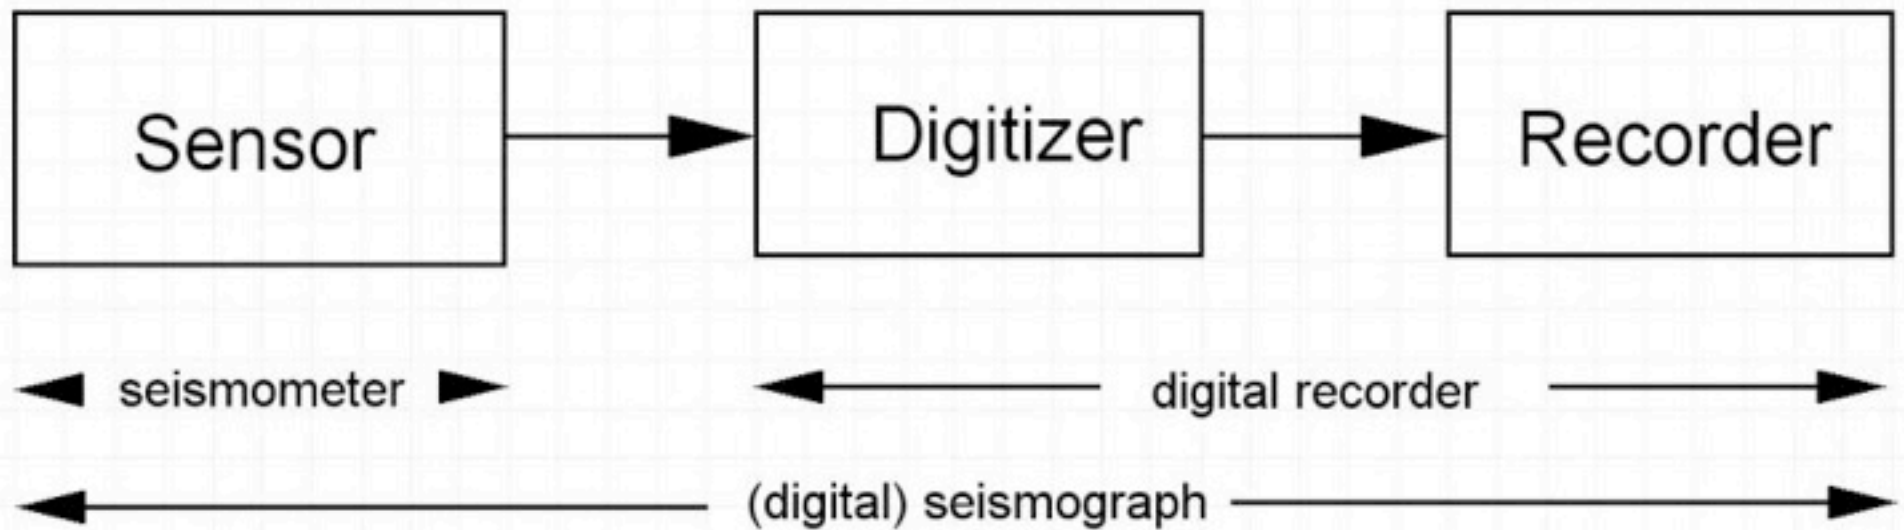 Sensor
Digitizer
Recorder
seismometer
digital recorder
(digital) seismograph